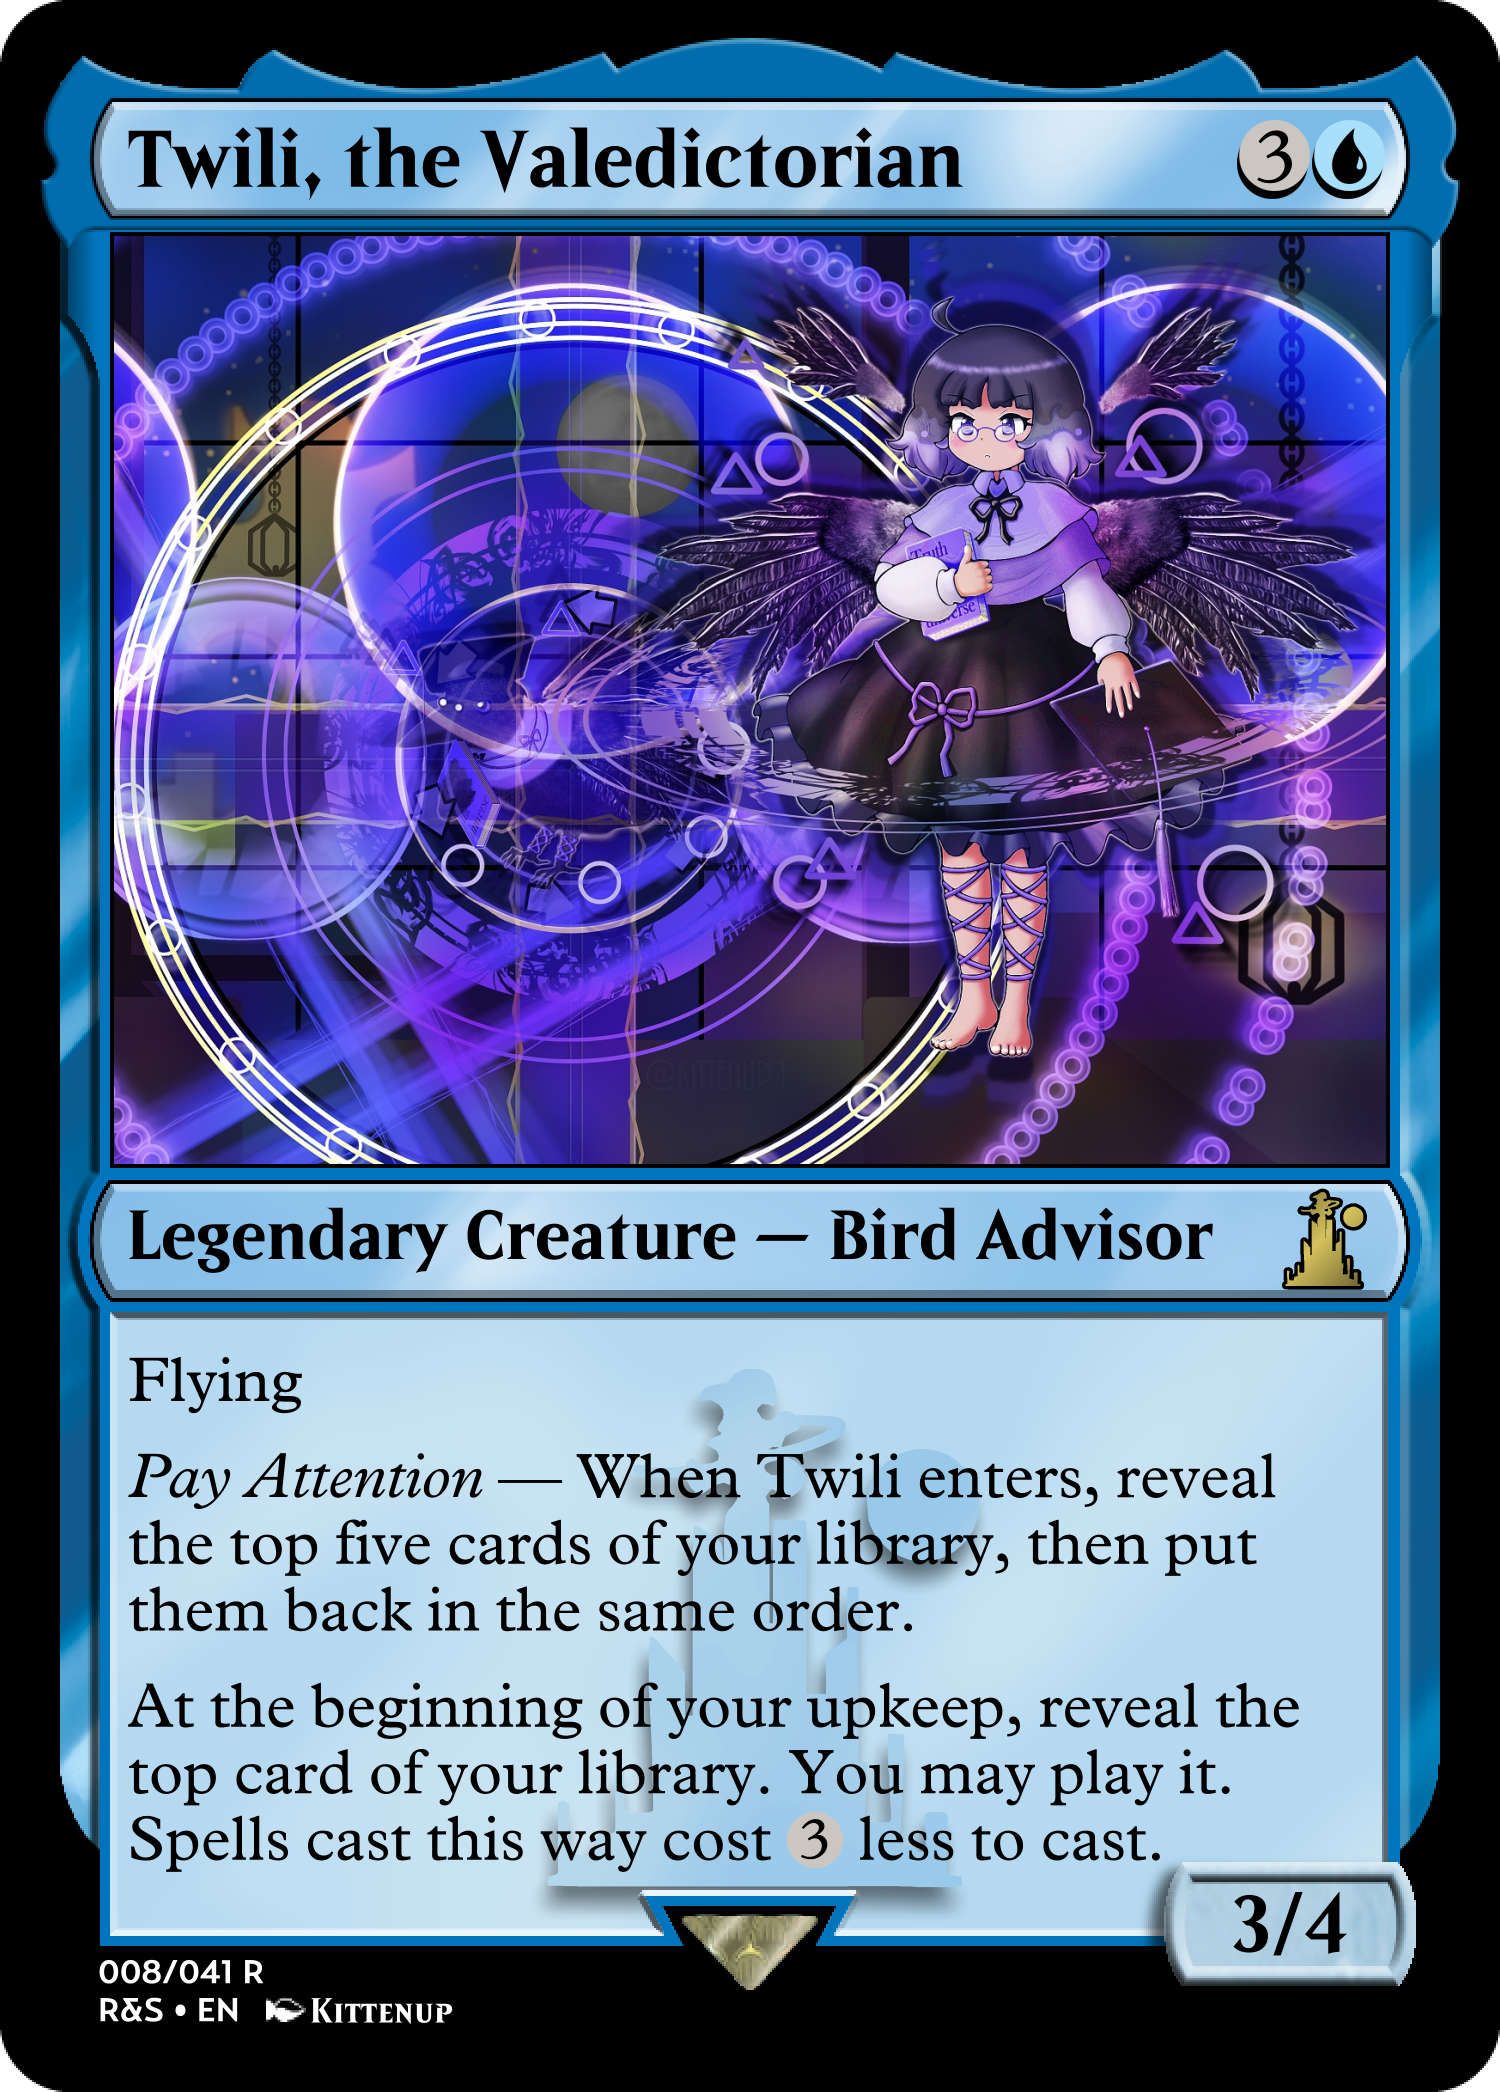 Twili, the Valedictorian 3
Truth
universe
@KITTENUP1
Legendary Creature — Bird Advisor
Flying
Pay Attention — When Twili enters, reveal
the top five cards of your library, then put
them back in the same order.
At the beginning of your upkeep, reveal the
top card of your library. You may play it.
Spells cast this way cost 3 less to cast.
3/4
008/041 R
R&S • EN KITTENUP